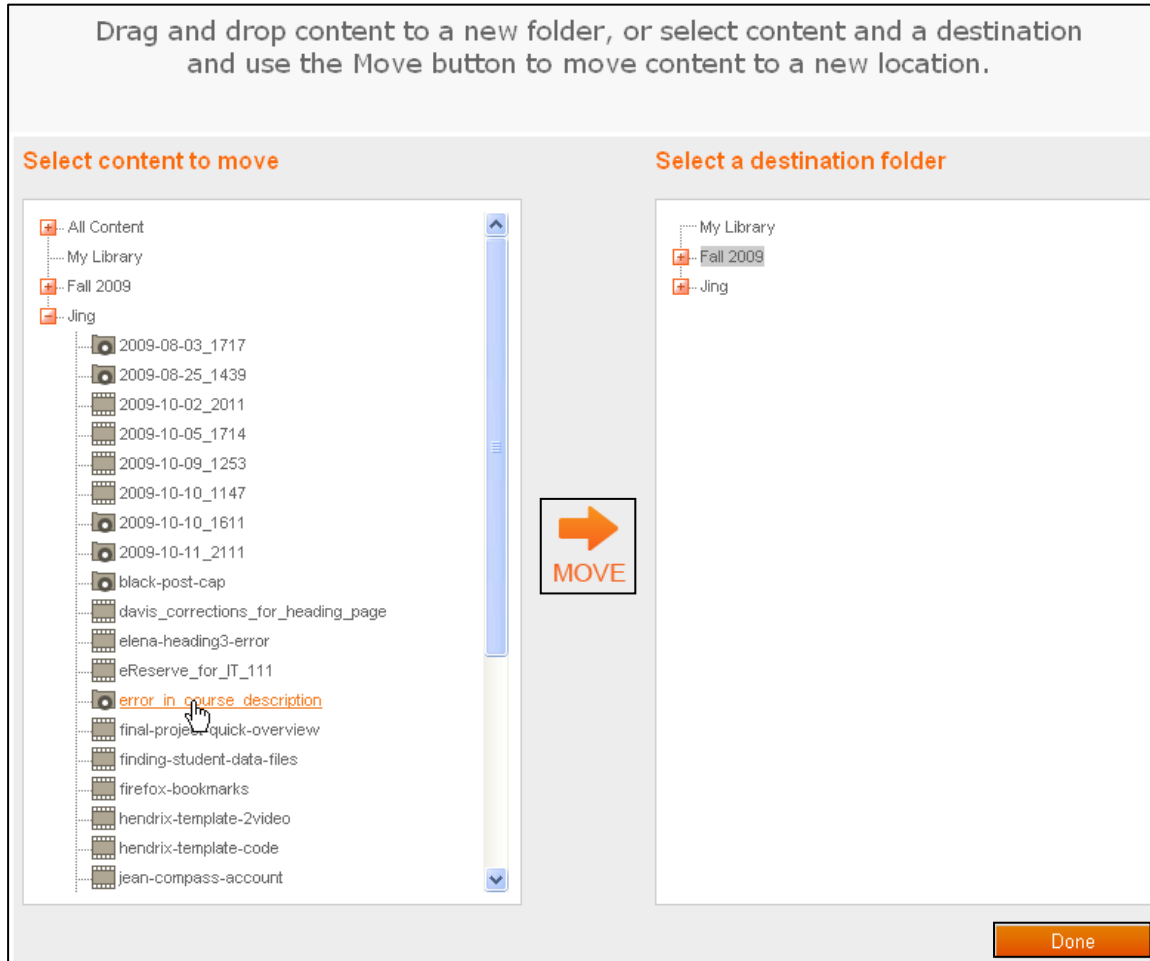 Drag and drop content to a new folder, or select content and a destination
and use the Move button to move content to a new location.
Select content to move
All Content
My Library
Fall 2009
Jing
2009-08-03_1717
2009-08-25_1439
2009-10-02_2011
2009-10-05_1714
2009-10-09_1253
2009-10-10_1147
2009-10-10_1611
2009-10-11_2111
black-post-cap
davis_corrections_for_heading_page
elena-heading3-error
eReserve_for_IT_111
error_in_course_description
final-project-quick-overview
finding-student-data-files
firefox-bookmarks
hendrix-template-2video
hendrix-template-code
jean-compass-account
MOVE
Select a destination folder
My Library
Fall 2009
Jing
Done